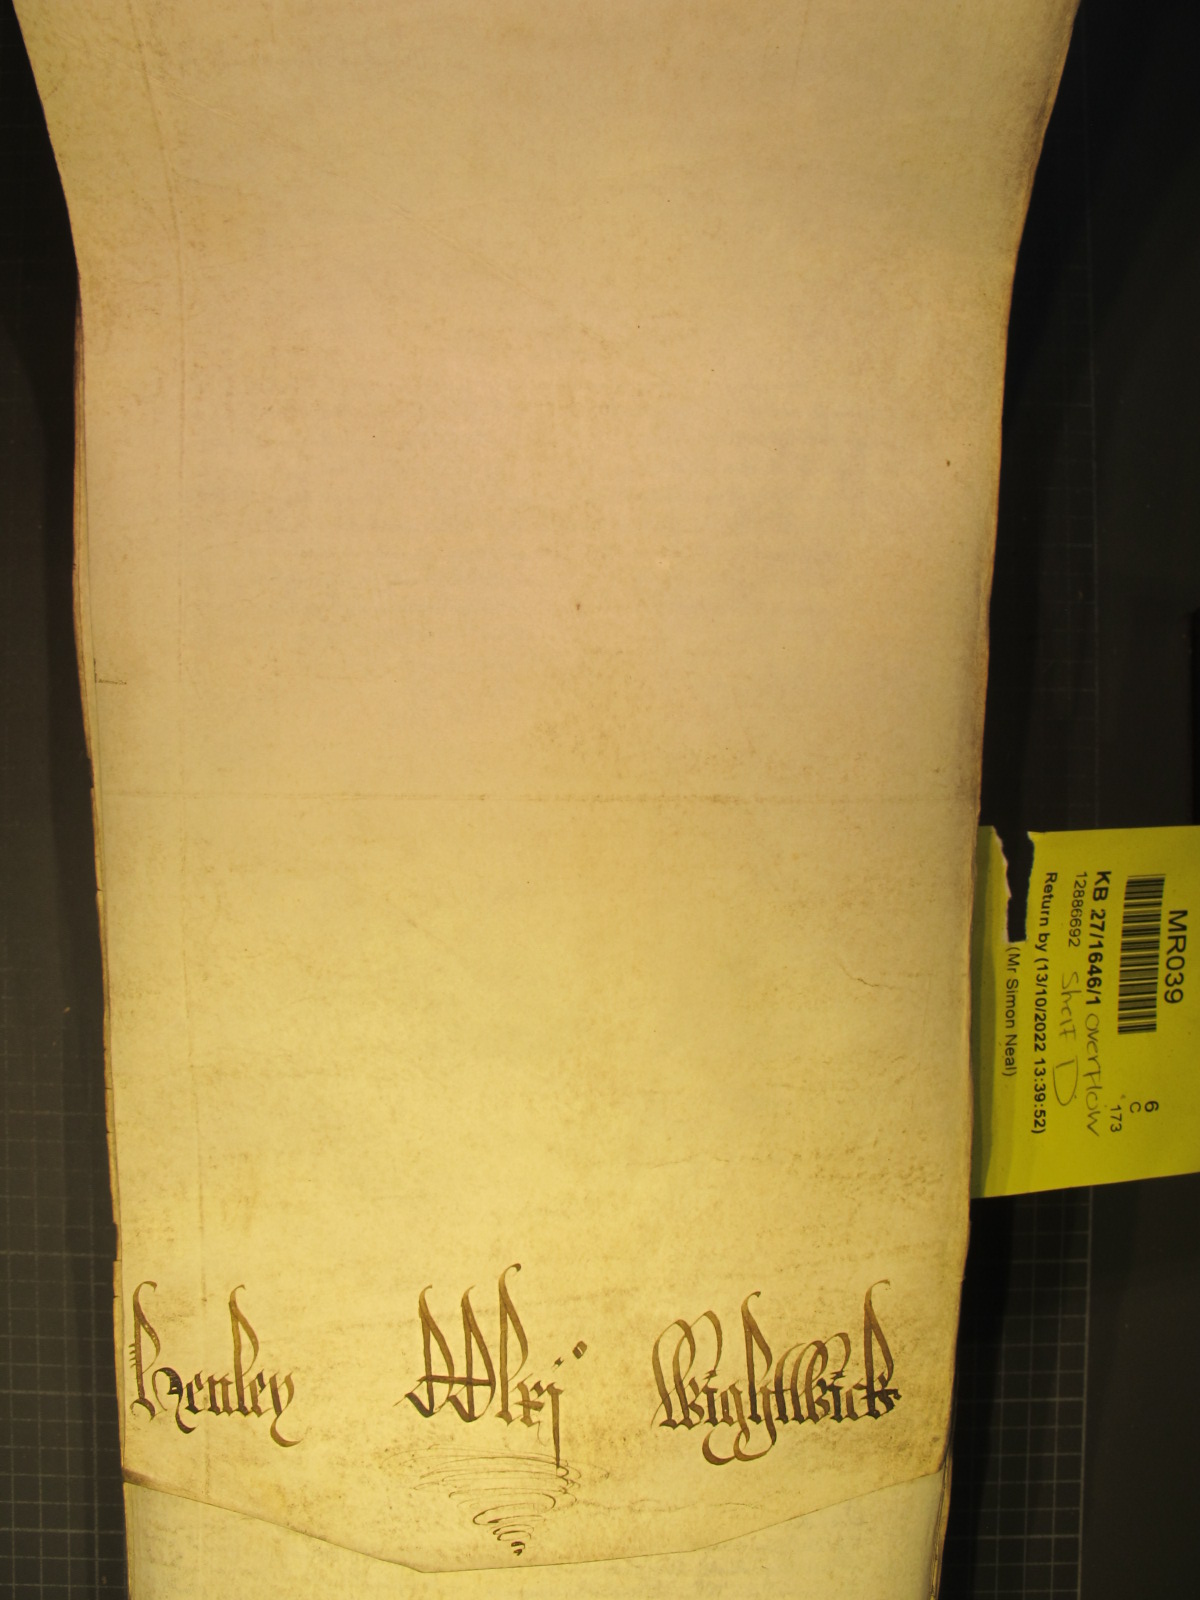 Henley CClxj Wightwick
MR039
6
C
173
KB 27/1646/1 overflow
12886692 Shelf D
Return by (13/10/2022 13:39:52)
(Mr Simon Neal)